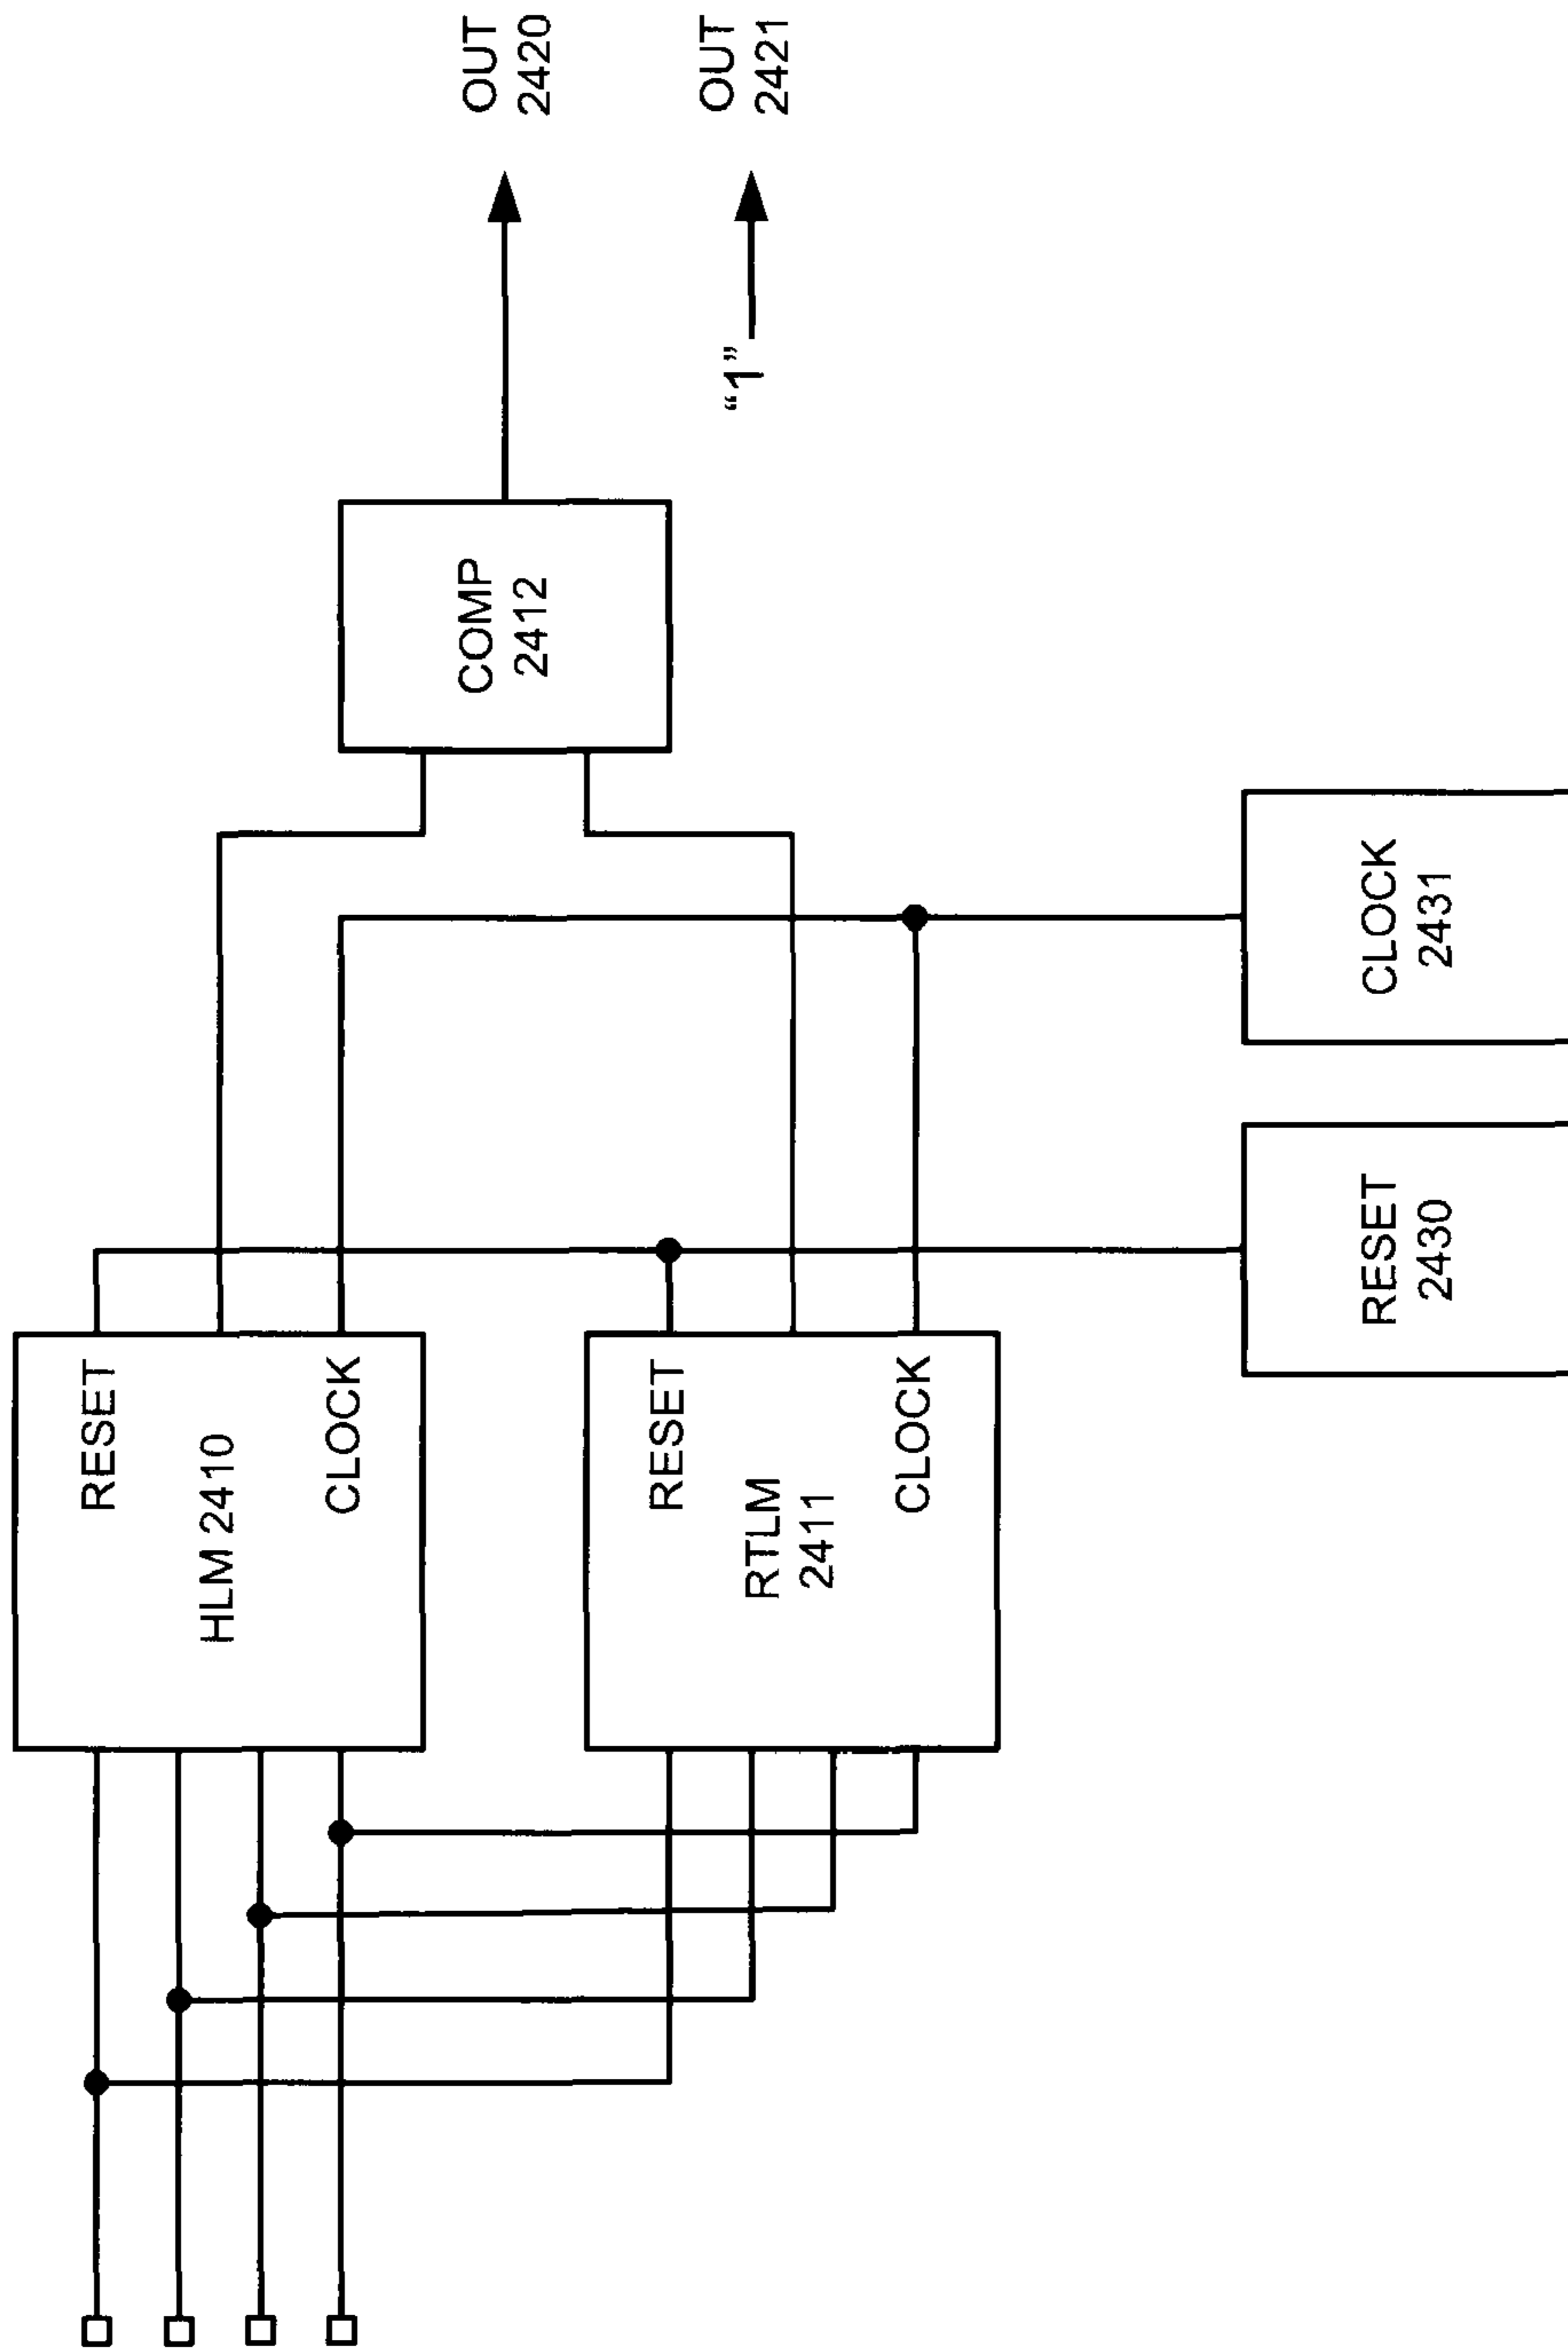 RESET
HLM 2410
CLOCK
RESET
RTLM
2411
CLOCK
COMP
2412
OUT
2420
"1"
OUT
2421
RESET
2430
CLOCK
2431